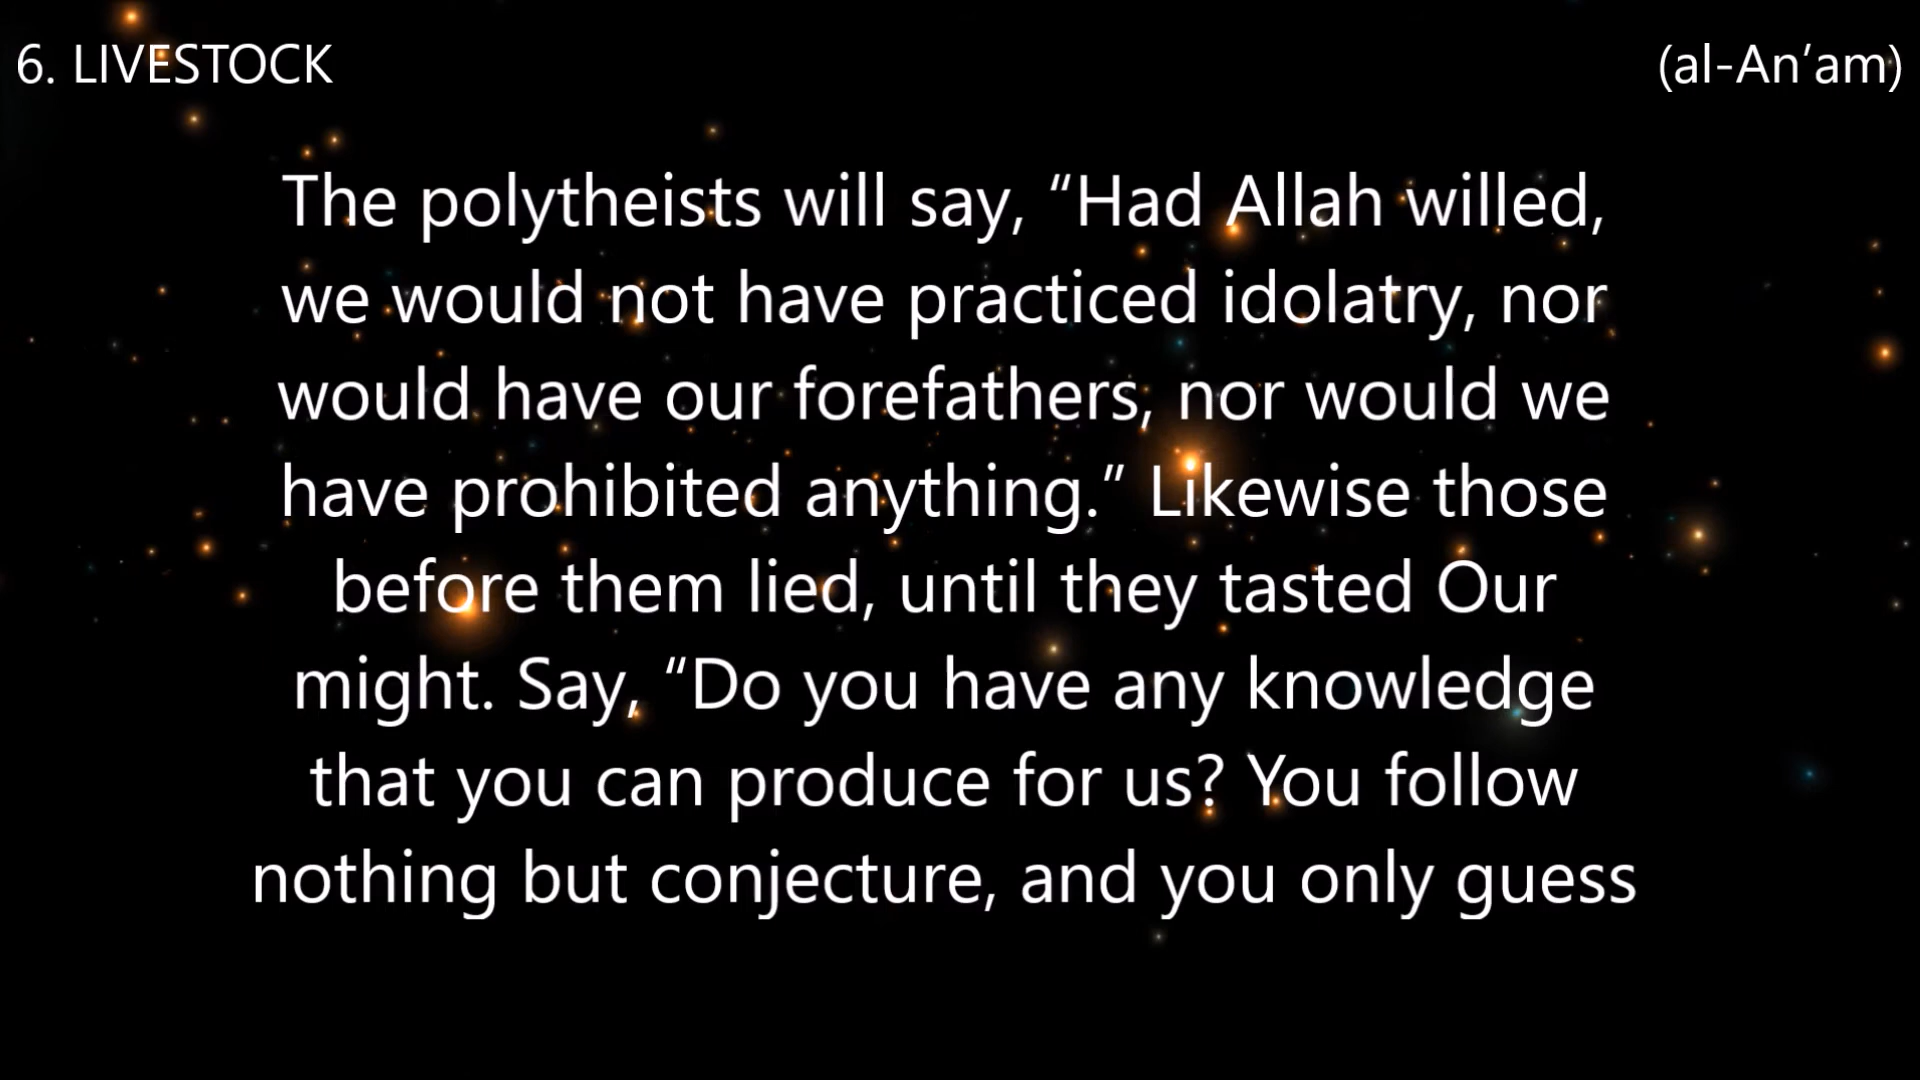 6. LIVESTOCK
(al-An’am)
The polytheists will say, “Had Allah willed,
we would not have practiced idolatry, nor
would have our forefathers, nor would we
have prohibited anything.” Likewise those
before them lied, until they tasted Our
might. Say, “Do you have any knowledge
that you can produce for us? You follow
nothing but conjecture, and you only guess